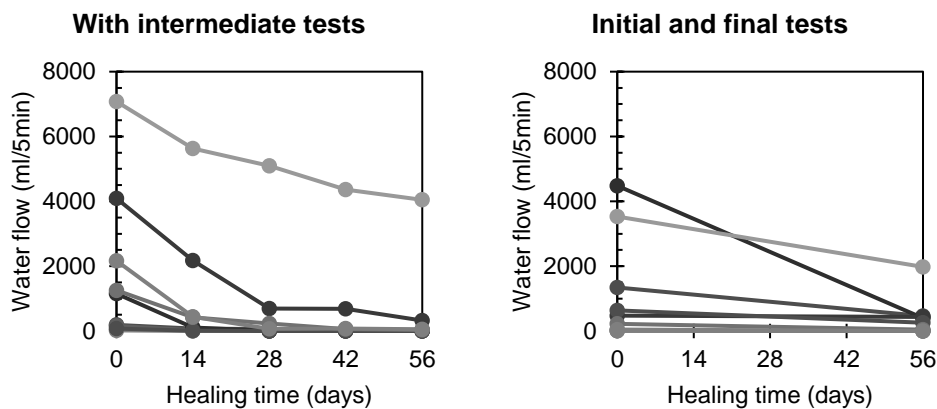 With intermediate tests
8000
6000
4000
2000
0
Water flow (ml/5min)
0 14 28 42 56
Healing time (days)
Initial and final tests
8000
6000
4000
2000
0
Water flow (ml/5min)
0 14 28 42 56
Healing time (days)